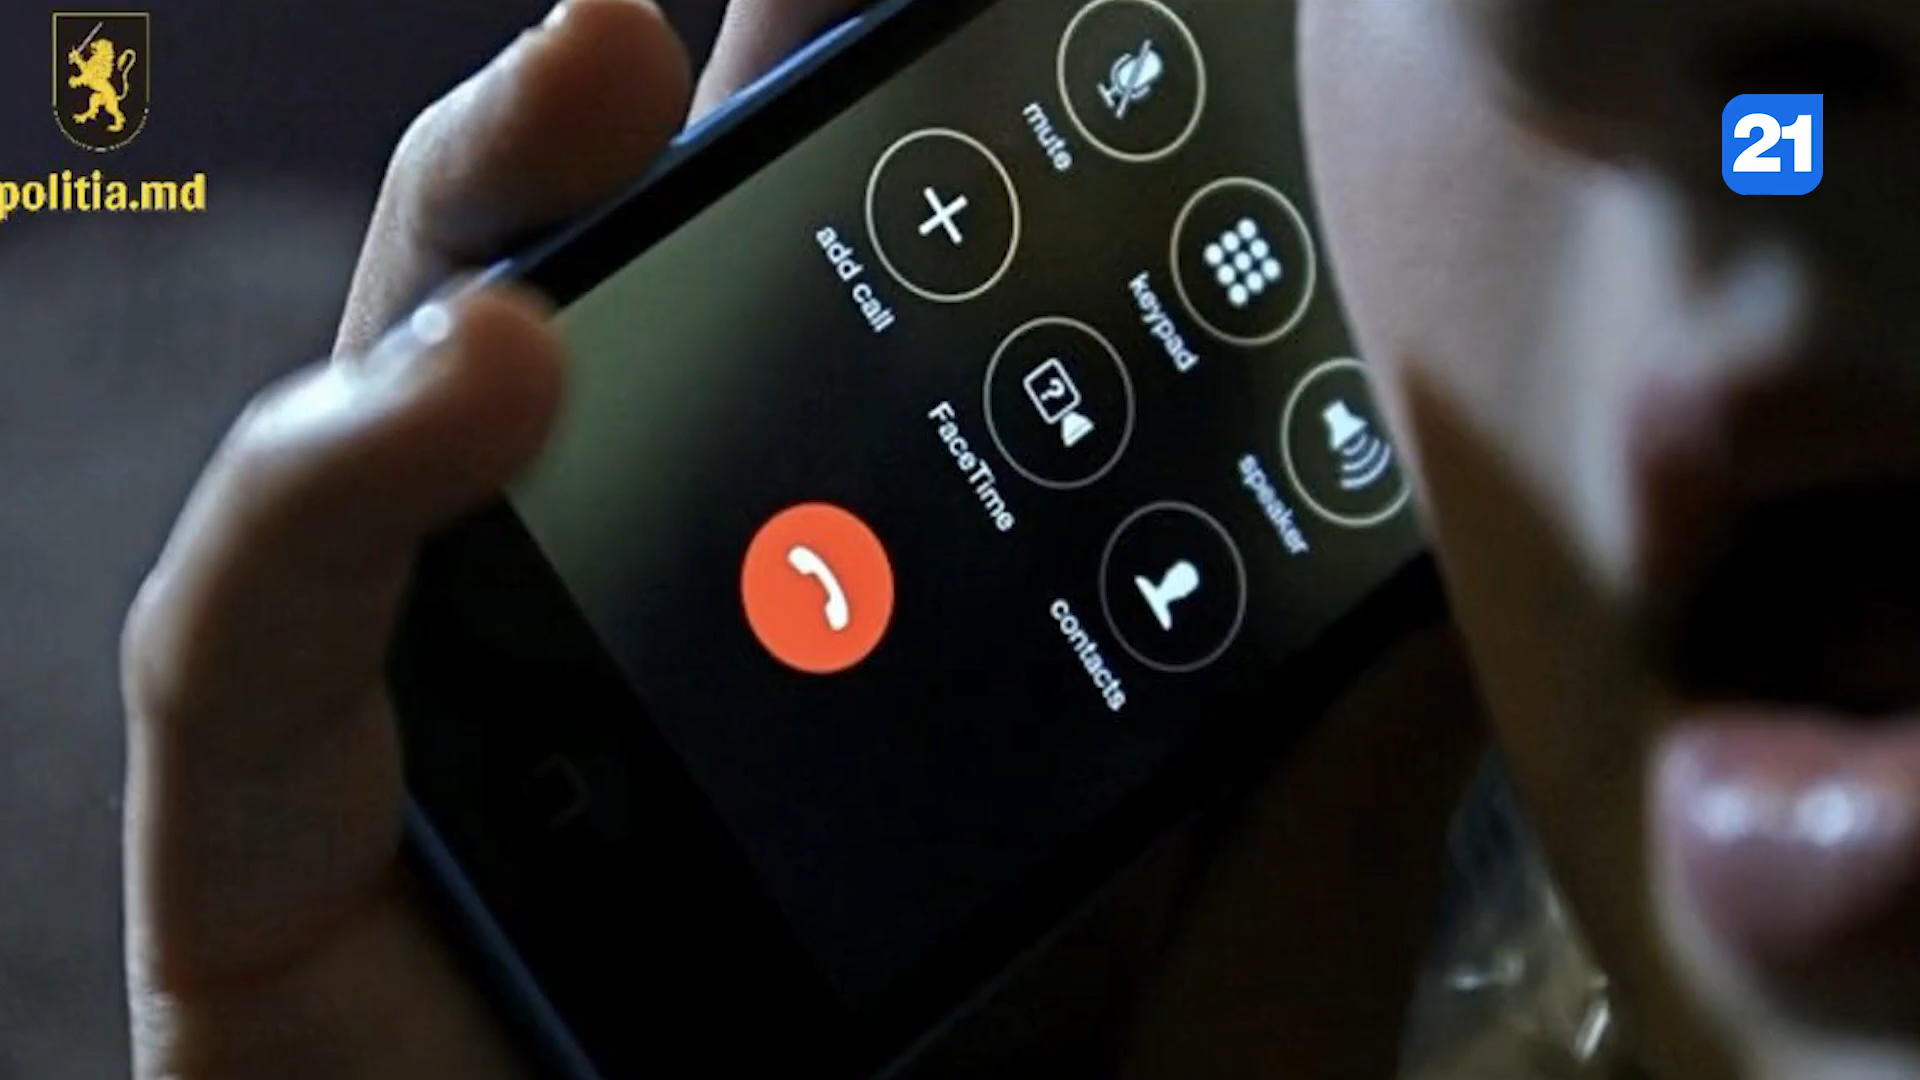 politia.md
21
mute
add call
keypad
FaceTime
speaker
contacts